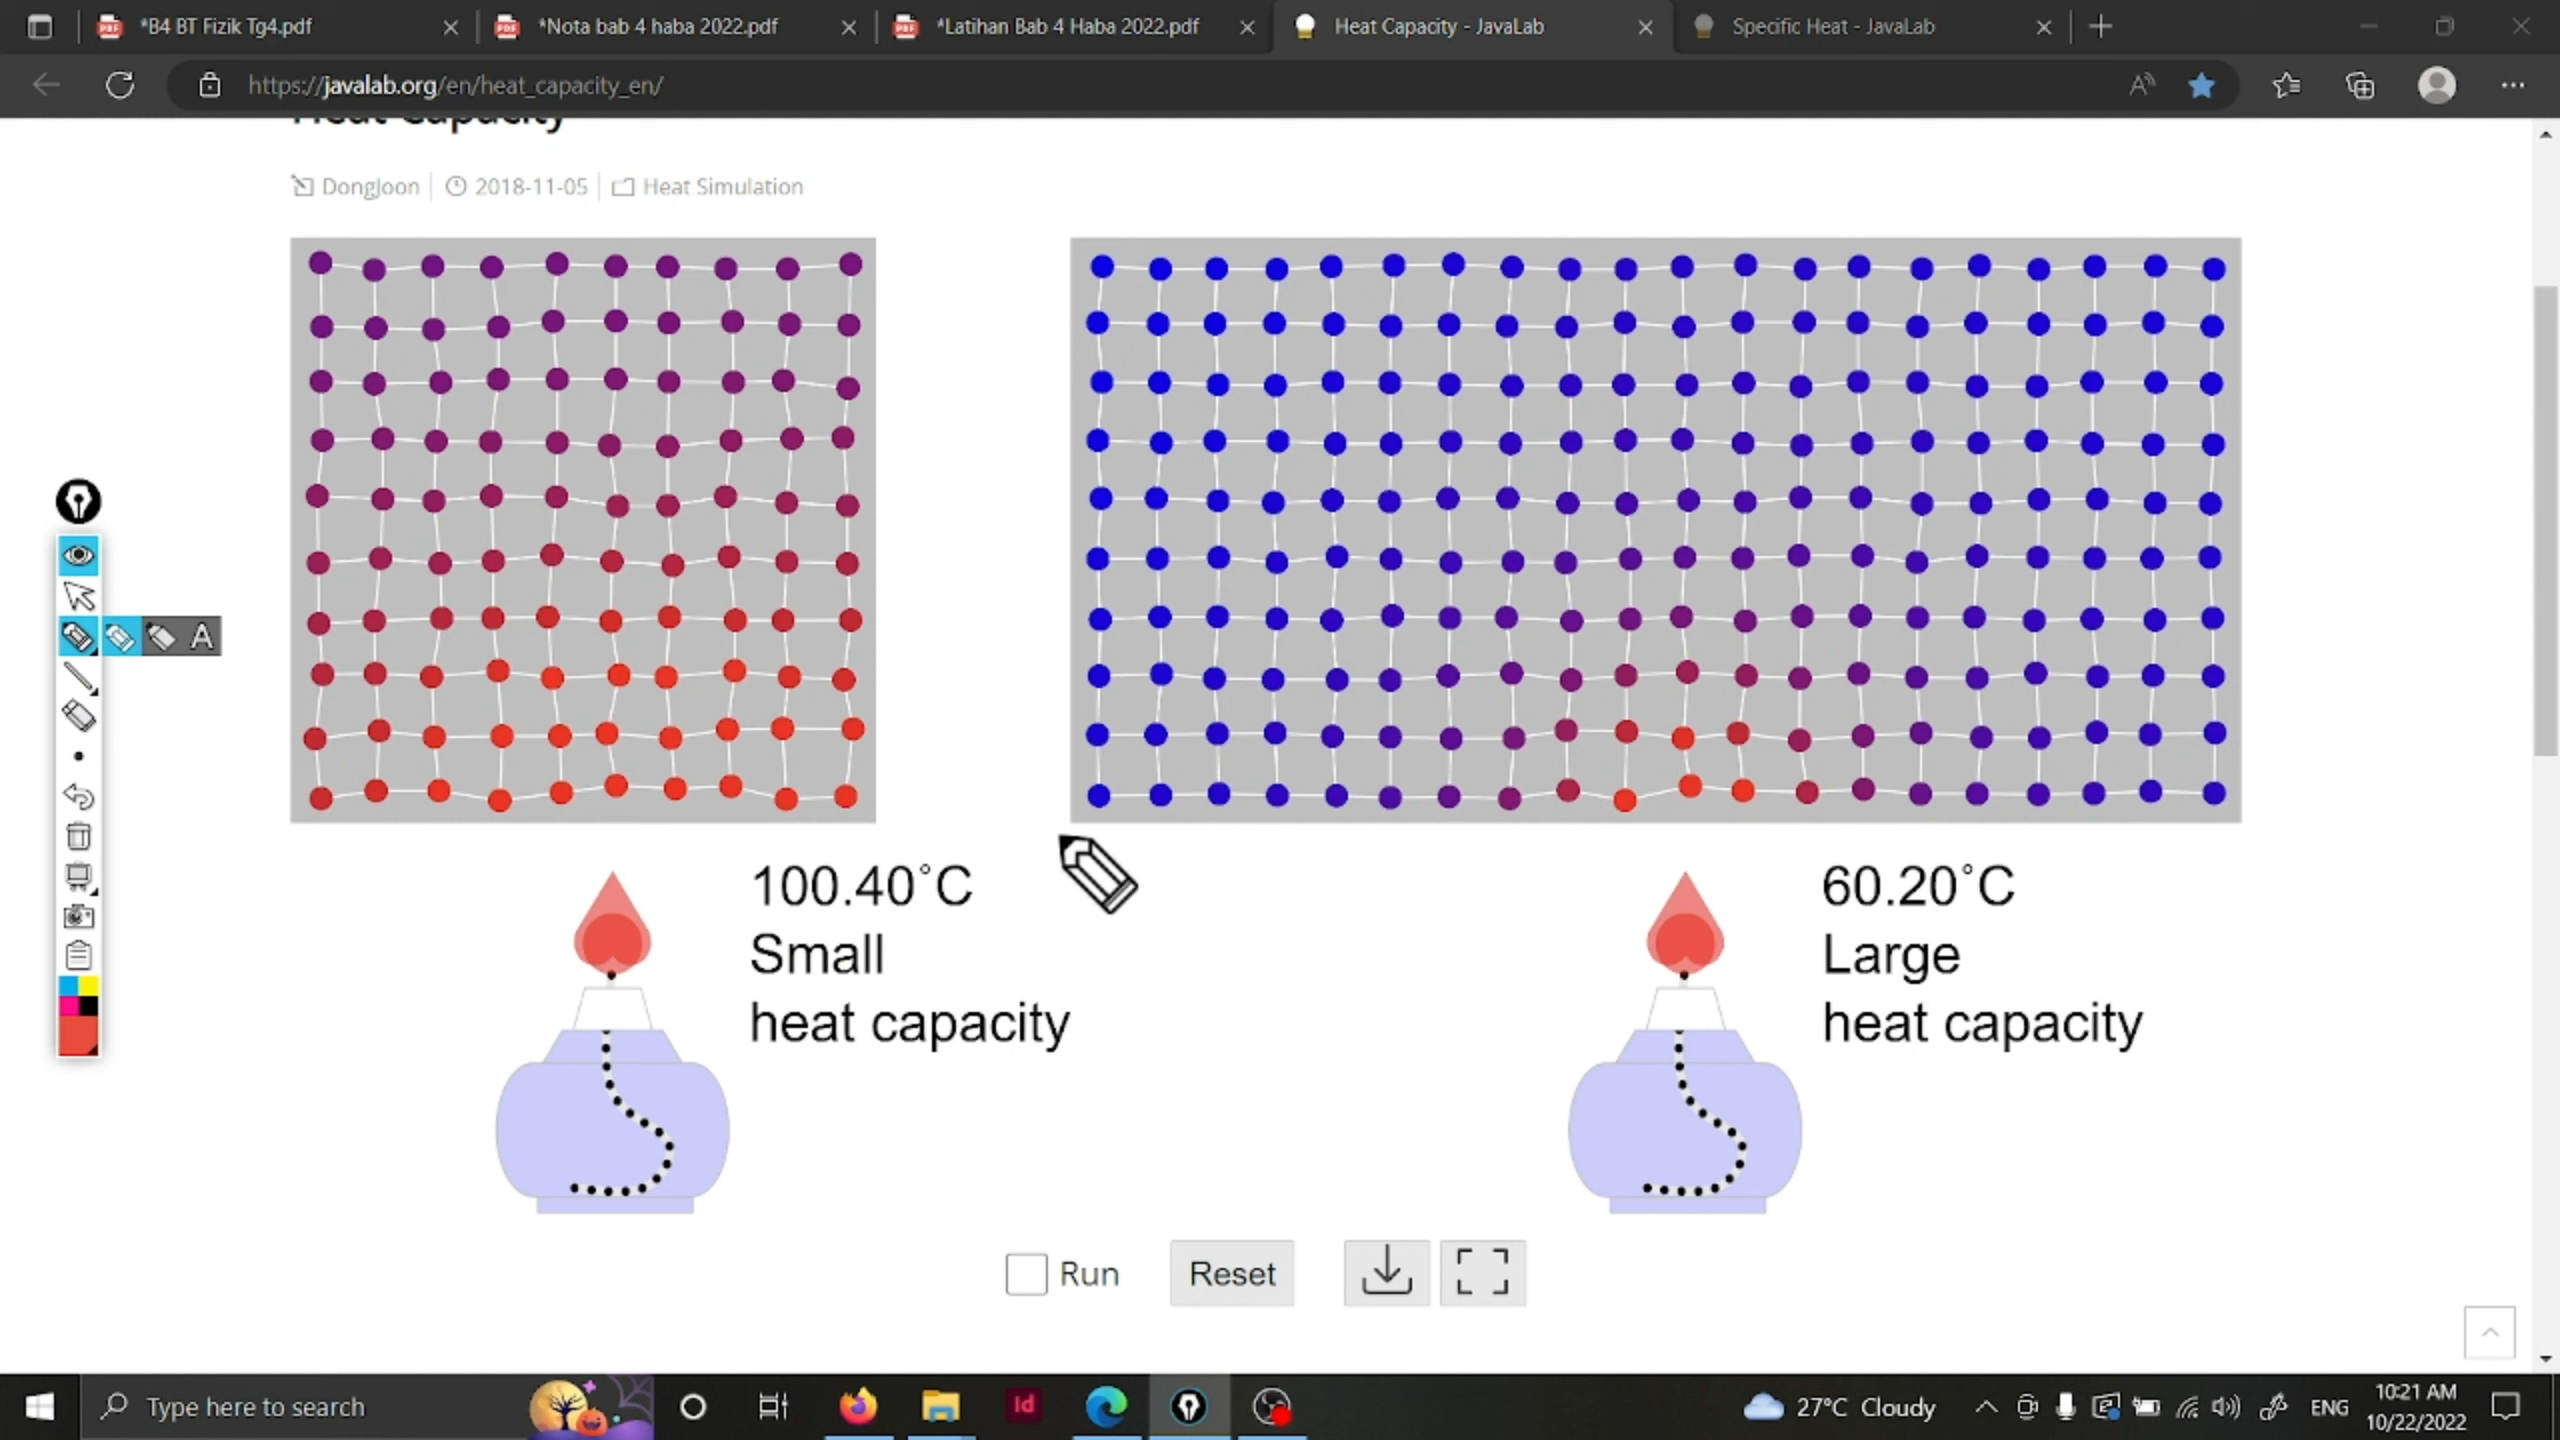 *B4 BT Fizik Tg4.pdf
*Nota bab 4 haba 2022.pdf
*Latihan Bab 4 Haba 2022.pdf
Heat Capacity - JavaLab
Specific Heat - JavaLab
https://javalab.org/en/heat_capacity_en/
Heat Capacity
DongJoon
2018-11-05
Heat Simulation
A
100.40°C
Small
heat capacity
60.20°C
Large
heat capacity
Run
Reset
Type here to search
Id
27°C Cloudy
ENG
10:21 AM
10/22/2022